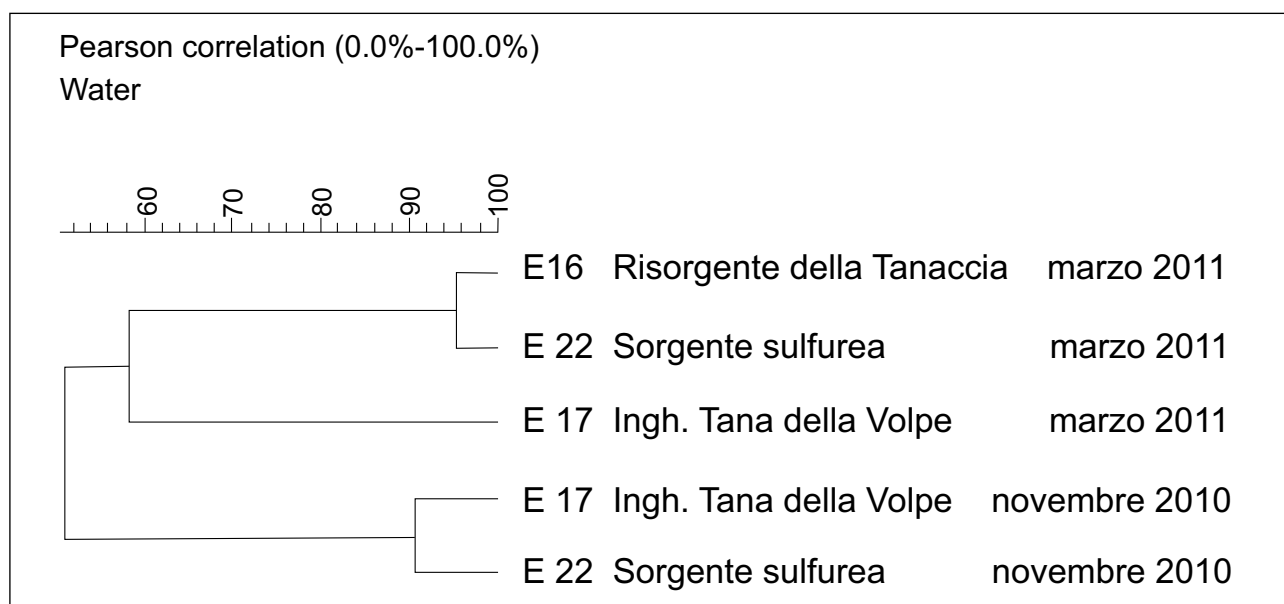 Pearson correlation (0.0%-100.0%)
Water
60 70 80 90 100
E16 Risorgente della Tanaccia marzo 2011
E 22 Sorgente sulfurea marzo 2011
E 17 Ingh. Tana della Volpe marzo 2011
E 17 Ingh. Tana della Volpe novembre 2010
E 22 Sorgente sulfurea novembre 2010